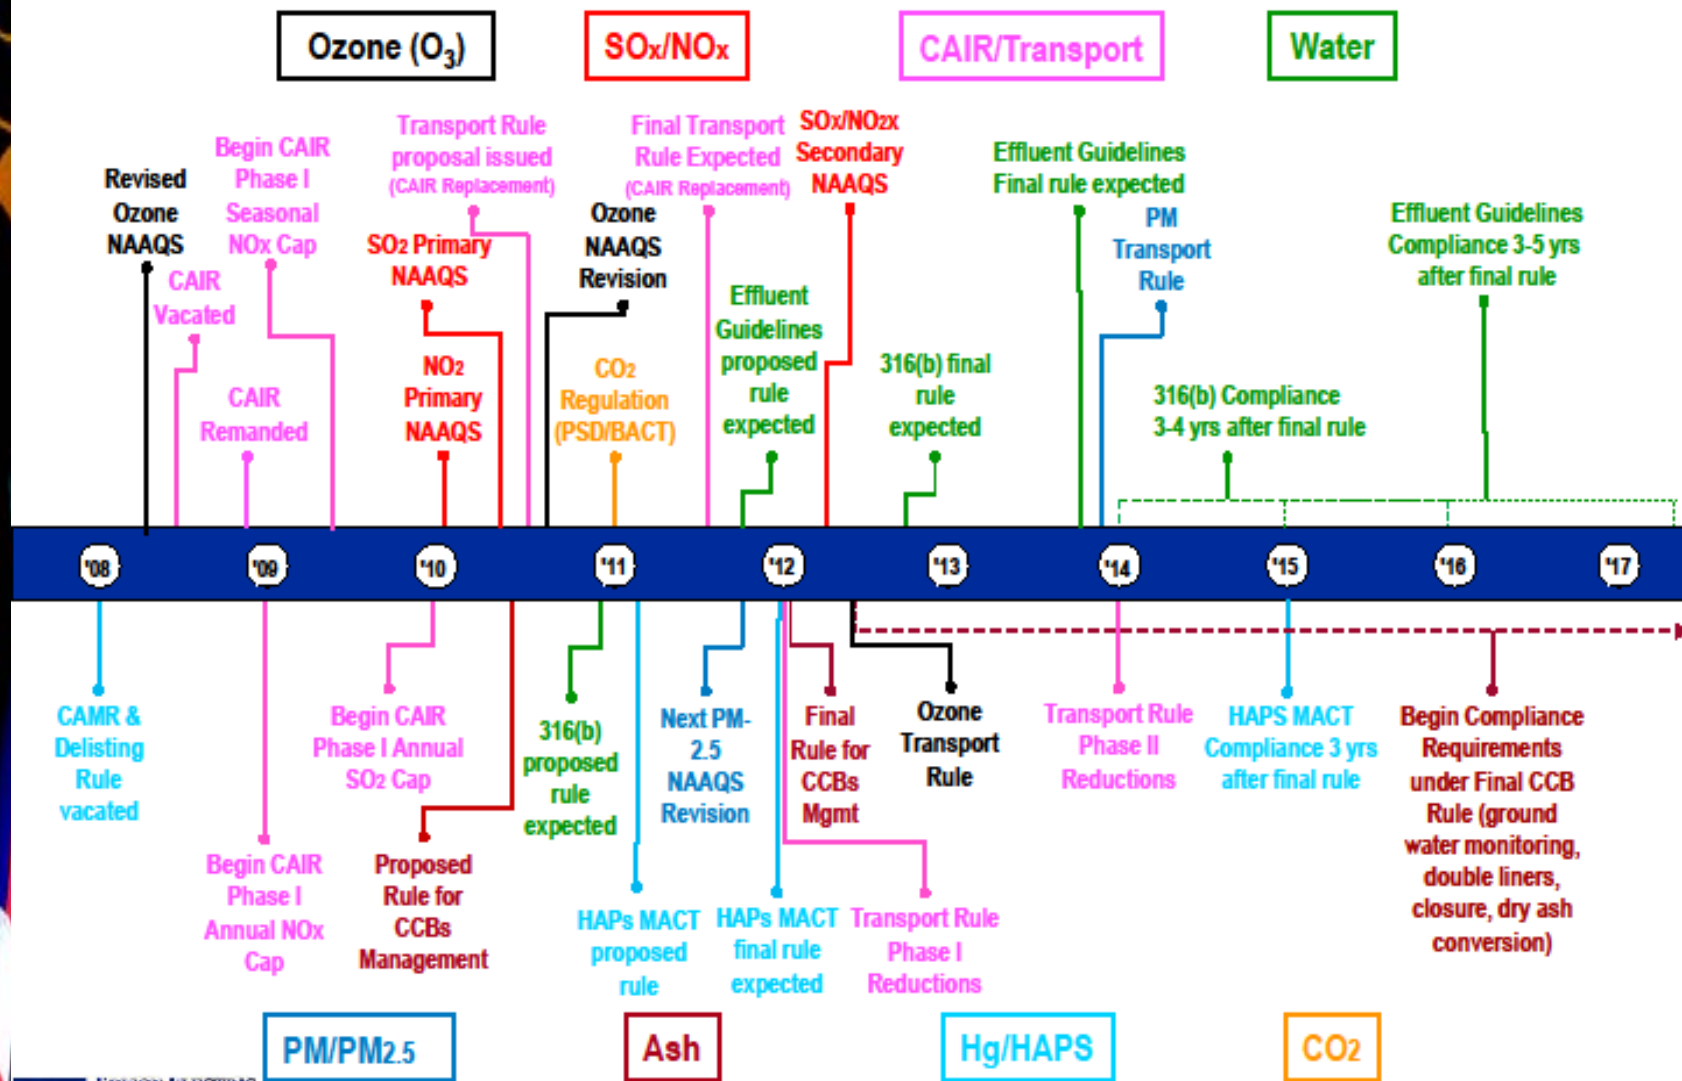 Ozone (O3)
SOx/NOx
CAIR/Transport
Water
Revised
Ozone
NAAQS
CAIR
Vacated
Begin CAIR
Phase I
Seasonal
NOx Cap
CAIR
Remanded
Transport Rule
proposal issued
(CAIR Replacement)
SO2 Primary
NAAQS
NO2
Primary
NAAQS
Ozone
NAAQS
Revision
CO2
Regulation
(PSD/BACT)
Final Transport
Rule Expected
(CAIR Replacement)
Effluent
Guidelines
proposed
rule
expected
SOx/NO2x
Secondary
NAAQS
316(b) final
rule
expected
Effluent Guidelines
Final rule expected
PM
Transport
Rule
316(b) Compliance
3-4 yrs after final rule
Effluent Guidelines
Compliance 3-5 yrs
after final rule
'08
'09
'10
'11
'12
'13
'14
'15
'16
'17
CAMR &
Delisting
Rule
vacated
Begin CAIR
Phase I
Annual NOx
Cap
Begin CAIR
Phase I Annual
SO2 Cap
Proposed
Rule for
CCBs
Management
316(b)
proposed
rule
expected
HAPs MACT
proposed
rule
Next PM-
2.5
NAAQS
Revision
HAPs MACT
final rule
expected
Final
Rule for
CCBs
Mgmt
Transport Rule
Phase I
Reductions
Ozone
Transport
Rule
Transport Rule
Phase II
Reductions
HAPS MACT
Compliance 3 yrs
after final rule
Begin Compliance
Requirements
under Final CCB
Rule (ground
water monitoring,
double liners,
closure, dry ash
conversion)
PM/PM2.5
Ash
Hg/HAPS
CO2